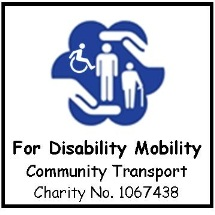 For Disability Mobility
Community Transport
Charity No. 1067438